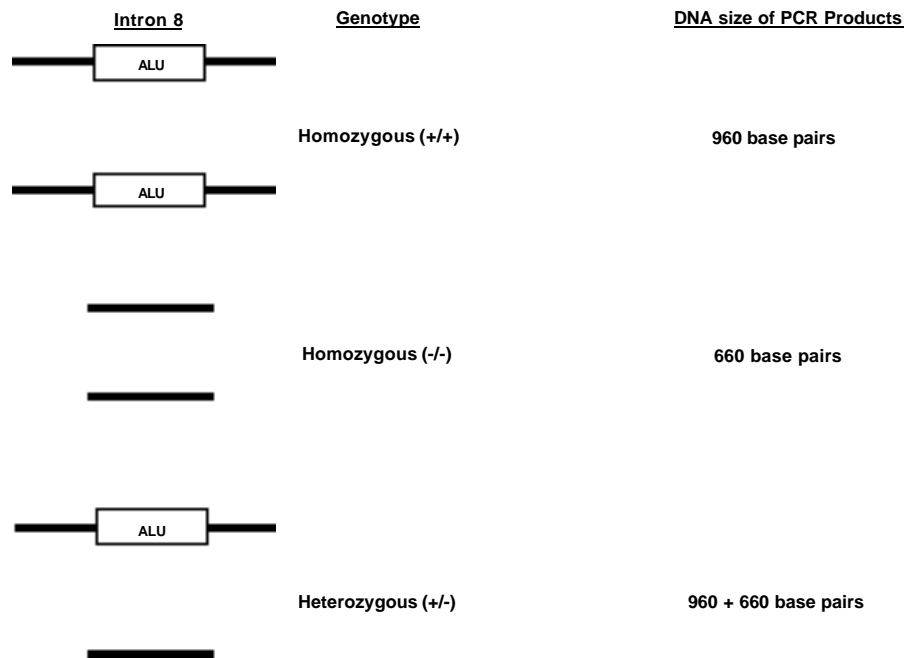 Intron 8 Genotype DNA size of PCR Products
ALU
Homozygous (+/+) 960 base pairs
ALU
Homozygous (-/-) 660 base pairs
ALU
Heterozygous (+/-) 960 + 660 base pairs